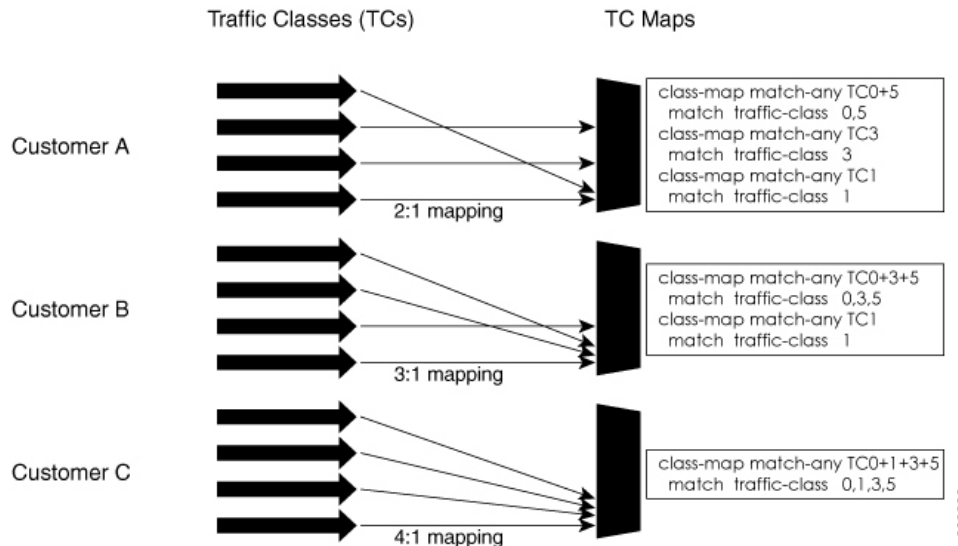 Traffic Classes (TCs) TC Maps
Customer A
class-map match-any TC0+5
match traffic-class 0,5
class-map match-any TC3
match traffic-class 3
class-map match-any TC1
match traffic-class 1
2:1 mapping
Customer B
class-map match-any TC0+3+5
match traffic-class 0,3,5
class-map match-any TC1
match traffic-class 1
3:1 mapping
Customer C
class-map match-any TC0+1+3+5
match traffic-class 0,1,3,5
4:1 mapping